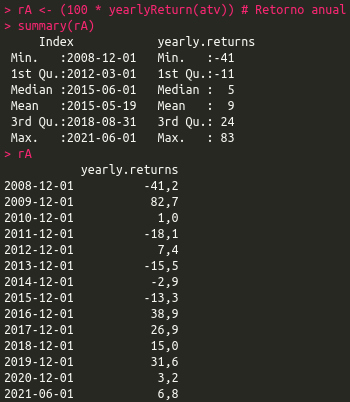 > rA <- (100 * yearlyReturn(atv)) # Retorno anual
> summary(rA)
     Index            yearly.returns
 Min.   :2008-12-01   Min.   :-41
 1st Qu.:2012-03-01   1st Qu.:-11
 Median :2015-06-01   Median :  5
 Mean   :2015-05-19   Mean   :  9
 3rd Qu.:2018-08-31   3rd Qu.: 24
 Max.   :2021-06-01   Max.   : 83
> rA
           yearly.returns
2008-12-01          -41,2
2009-12-01           82,7
2010-12-01            1,0
2011-12-01          -18,1
2012-12-01            7,4
2013-12-01          -15,5
2014-12-01           -2,9
2015-12-01          -13,3
2016-12-01           38,9
2017-12-01           26,9
2018-12-01           15,0
2019-12-01           31,6
2020-12-01            3,2
2021-06-01            6,8